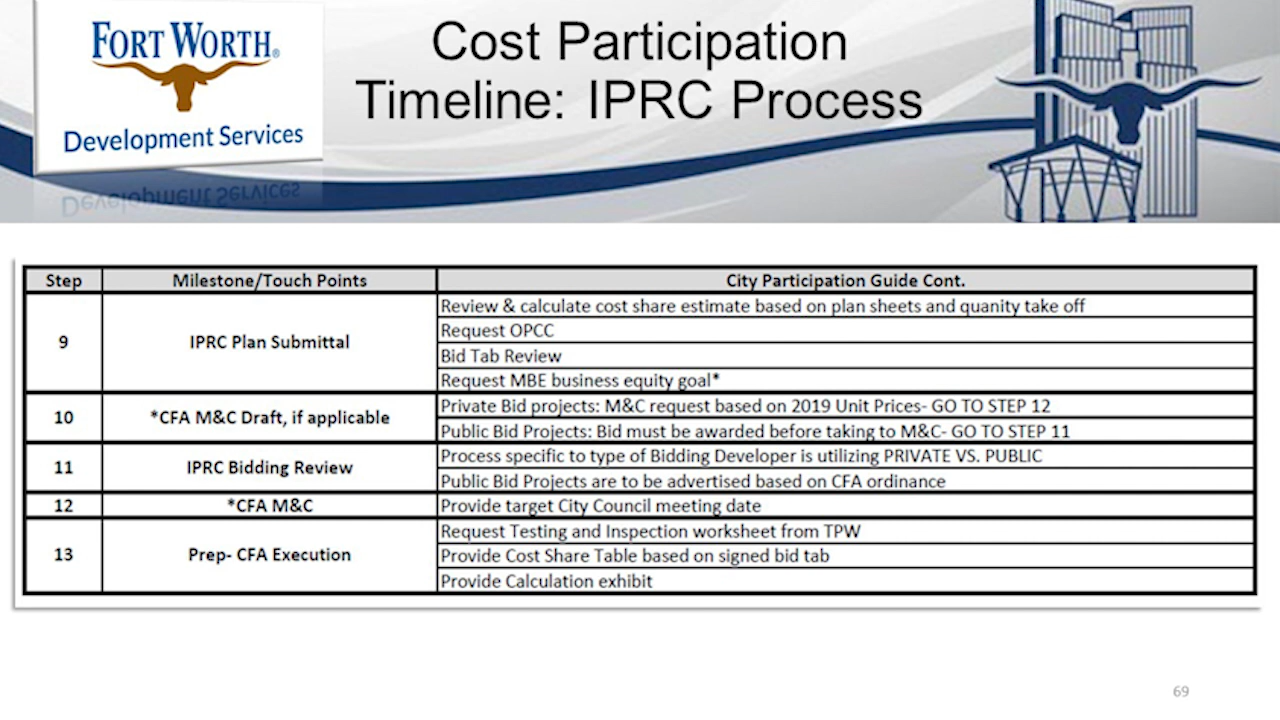 FORT WORTH®
Development Services
Cost Participation
Timeline: IPRC Process
Step
Milestone/Touch Points
City Participation Guide Cont.
9
IPRC Plan Submittal
Review & calculate cost share estimate based on plan sheets and quanity take off
Request OPCC
Bid Tab Review
Request MBE business equity goal*
10
*CFA M&C Draft, if applicable
Private Bid projects: M&C request based on 2019 Unit Prices- GO TO STEP 12
Public Bid Projects: Bid must be awarded before taking to M&C- GO TO STEP 11
11
IPRC Bidding Review
Process specific to type of Bidding Developer is utilizing PRIVATE VS. PUBLIC
Public Bid Projects are to be advertised based on CFA ordinance
12
*CFA M&C
Provide target City Council meeting date
13
Prep- CFA Execution
Request Testing and Inspection worksheet from TPW
Provide Cost Share Table based on signed bid tab
Provide Calculation exhibit
69